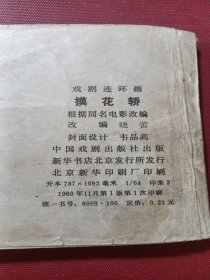 戏剧连环画
摸花轿
根据同名电影改编
改编 晓雷
封面设计 韦品高
中国戏剧出版社出版
新华书店北京发行所发行
北京新华印刷厂印刷
开本787×1092毫米 1/64 印张2
1980年11月第1版第1次印刷
统一书号:8069·106 定价:0.21元